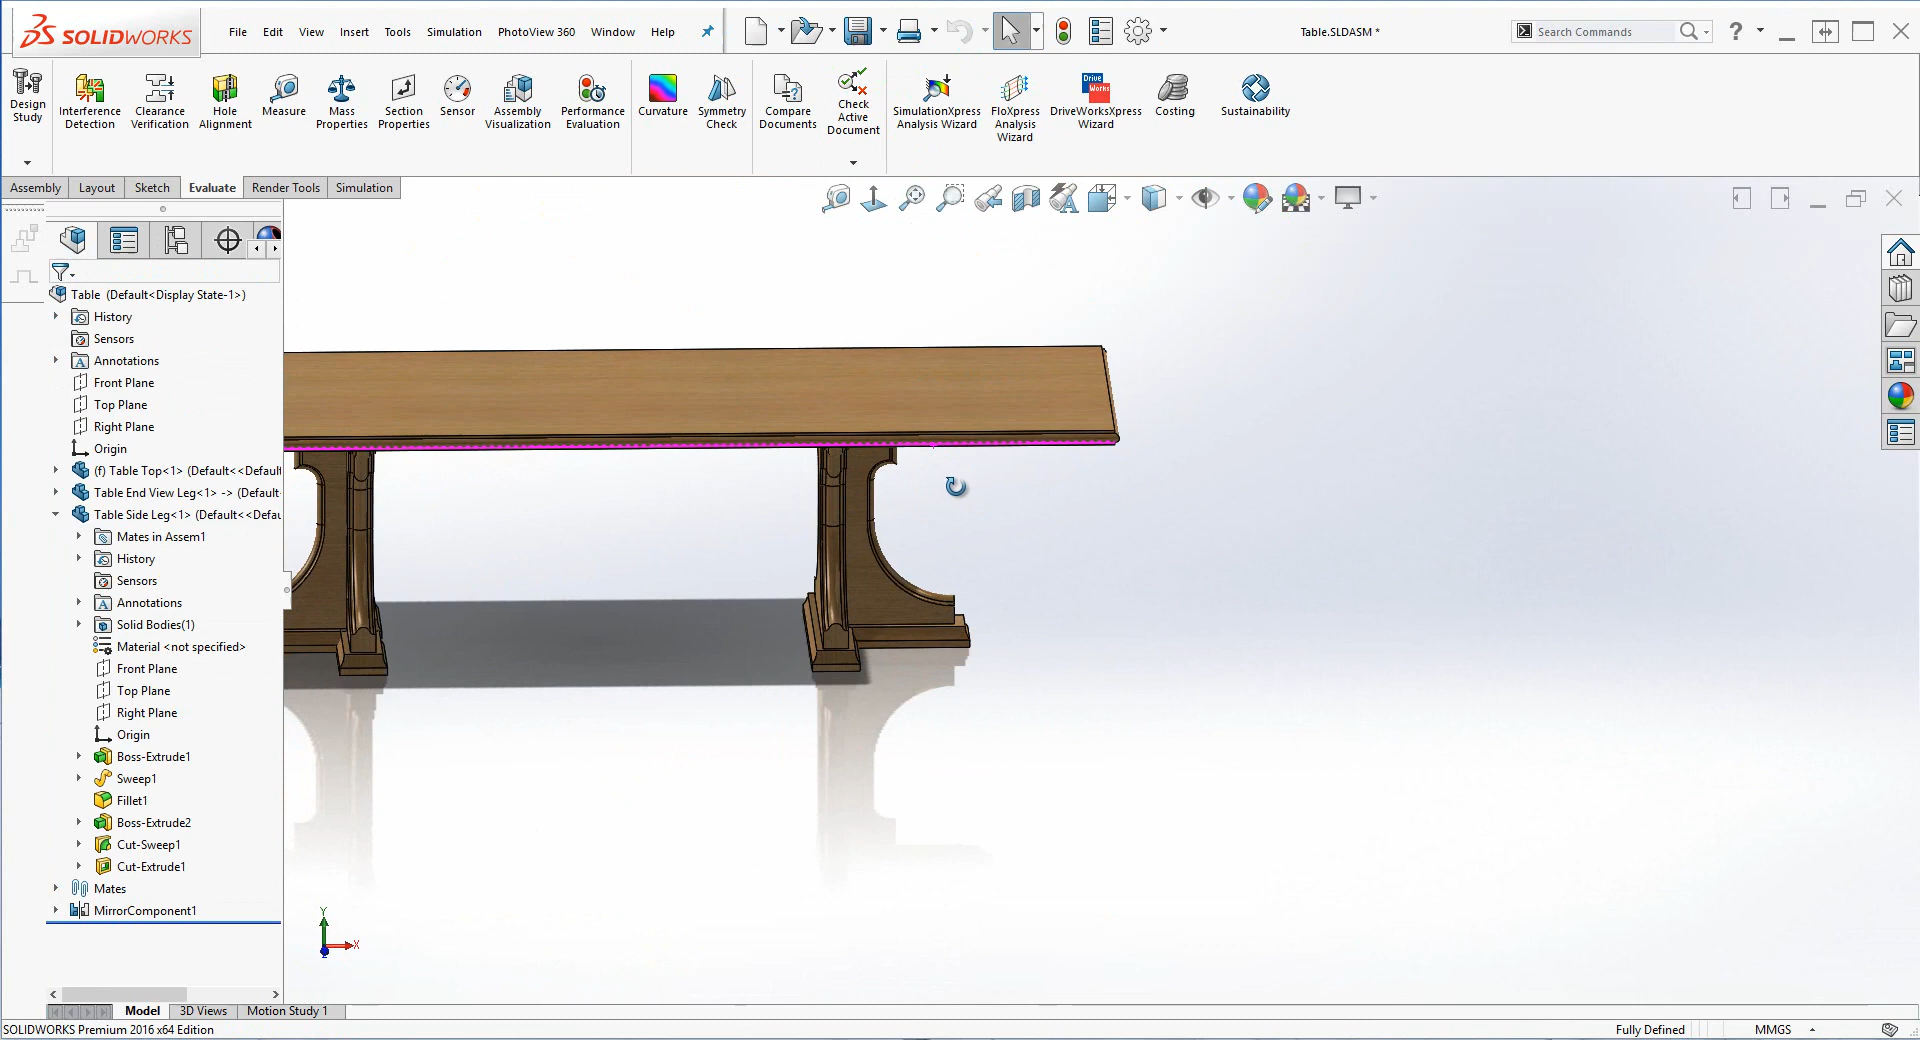 SOLIDWORKS
File Edit View Insert Tools Simulation PhotoView 360 Window Help
Table.SLDASM *
Search Commands
Design Study
Interference Detection
Clearance Verification
Hole Alignment
Measure
Mass Properties
Section Properties
Sensor
Assembly Visualization
Performance Evaluation
Curvature
Symmetry Check
Compare Documents
Check Active Document
SimulationXpress Analysis Wizard
FloXpress Analysis Wizard
Drive Works
DriveWorksXpress Wizard
Costing
Sustainability
Assembly Layout Sketch Evaluate Render Tools Simulation
Table (Default<Display State-1>)
History
Sensors
Annotations
Front Plane
Top Plane
Right Plane
Origin
(f) Table Top<1> (Default<<Default
Table End View Leg<1> -> (Default
Table Side Leg<1> (Default<<Defau
Mates in Assem1
History
Sensors
Annotations
Solid Bodies(1)
Material <not specified>
Front Plane
Top Plane
Right Plane
Origin
Boss-Extrude1
Sweep1
Fillet1
Boss-Extrude2
Cut-Sweep1
Cut-Extrude1
Mates
MirrorComponent1
Y
X
Z
Model 3D Views Motion Study 1
SOLIDWORKS Premium 2016 x64 Edition
Fully Defined
MMGS